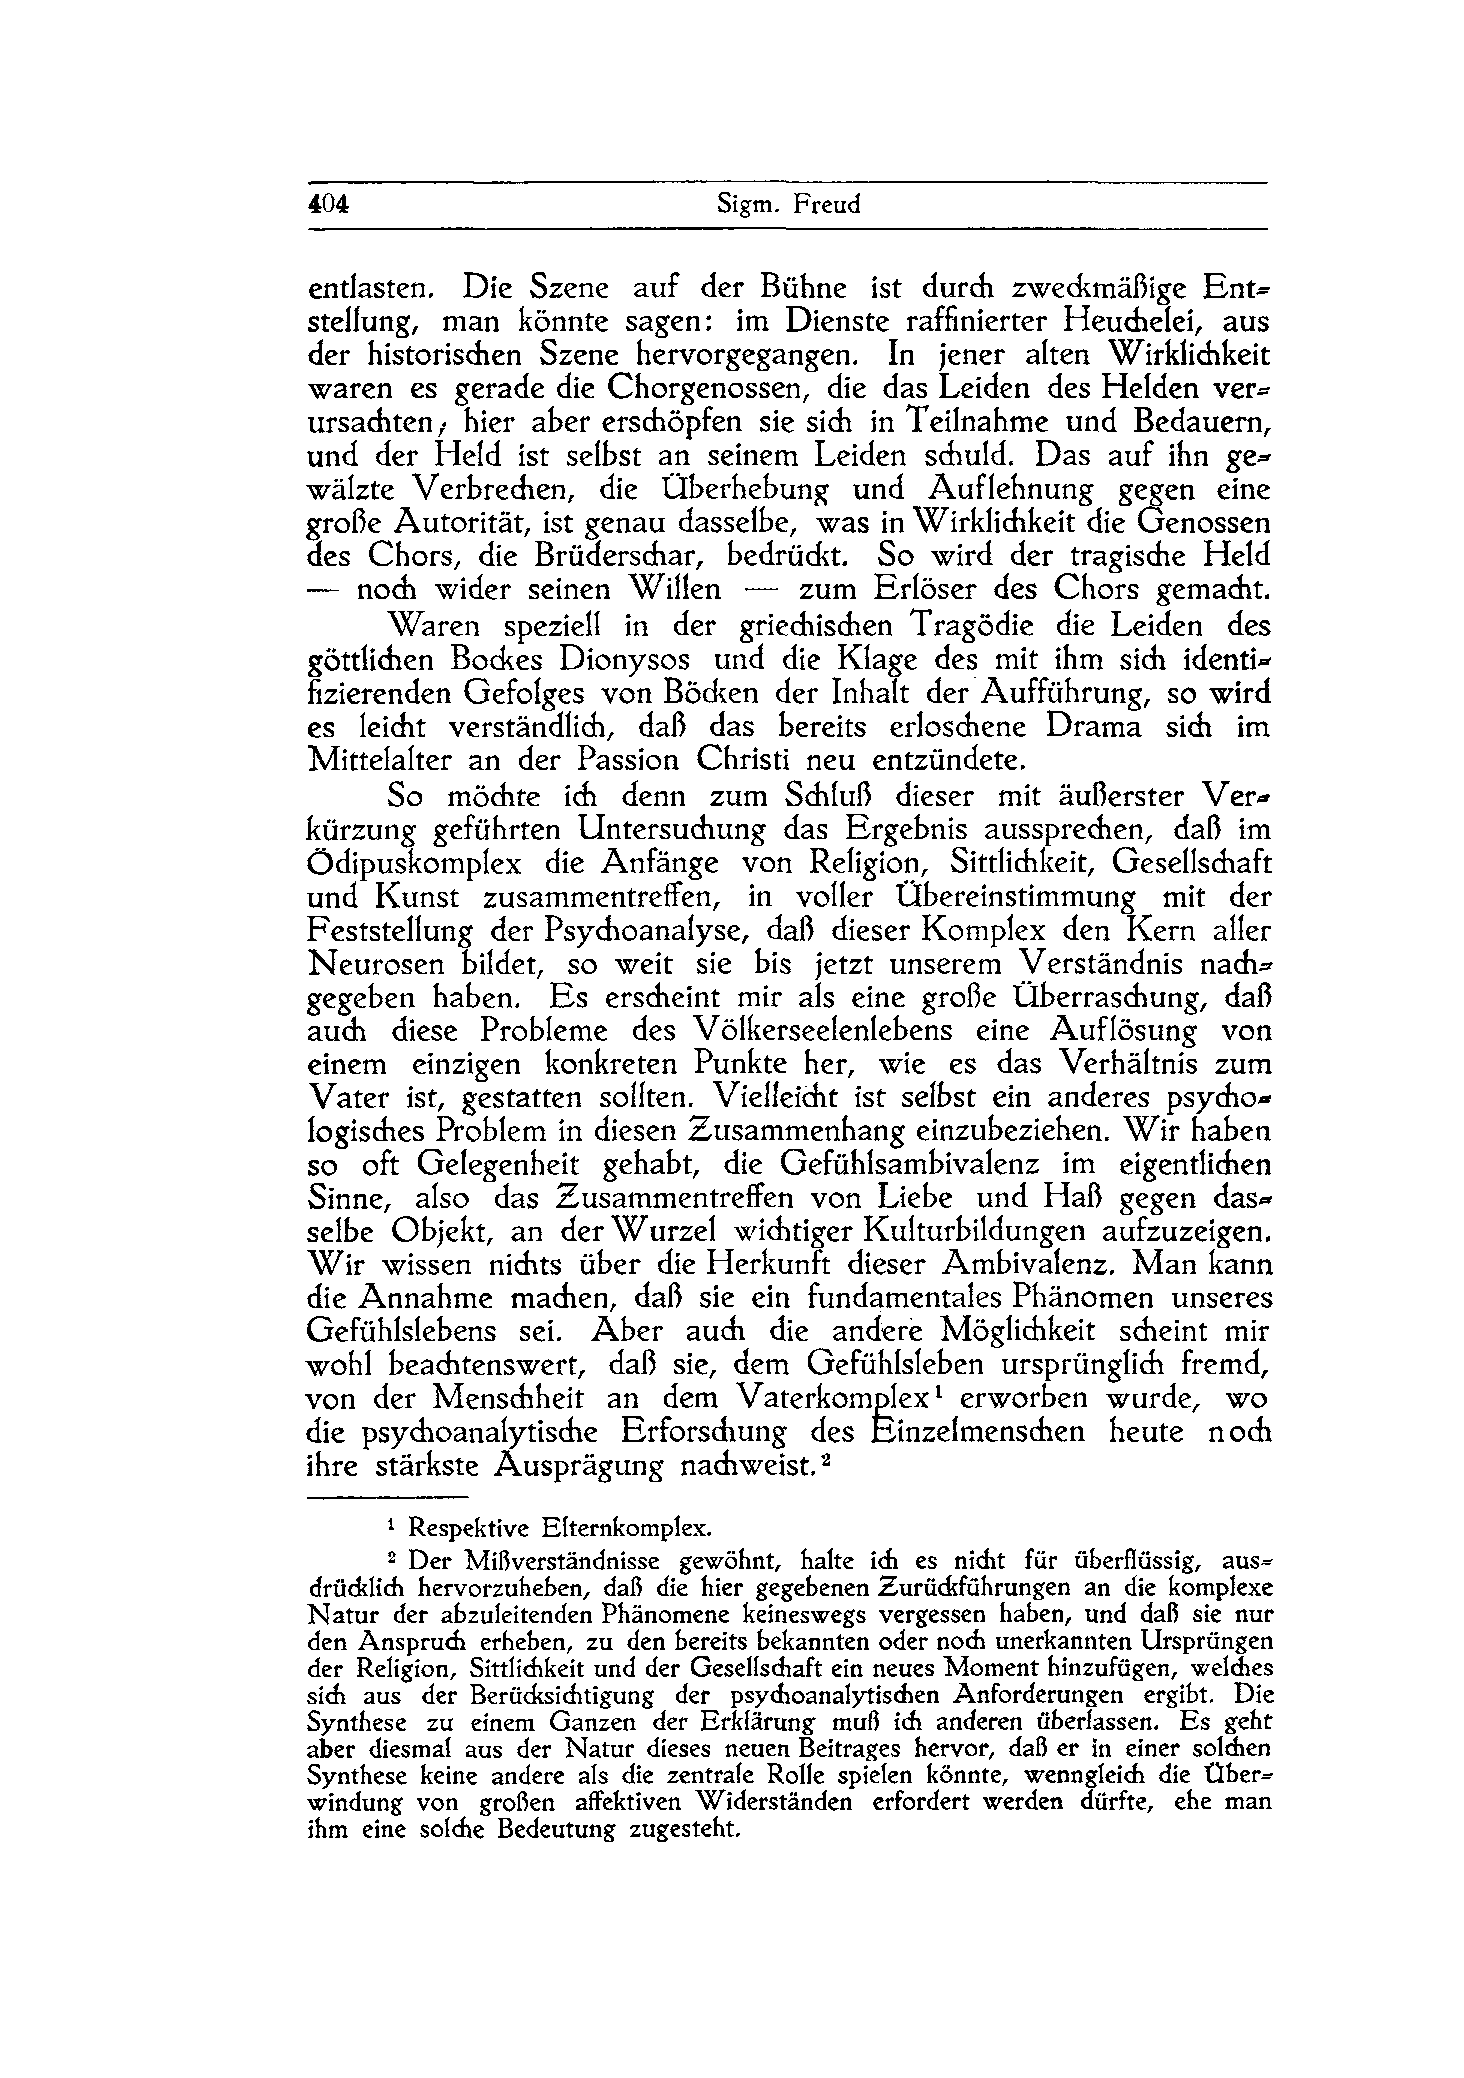 404 Sigm. Freud
entlasten. Die Szene auf der Bühne ist durch zweckmäßige Ent-
stellung, man könnte sagen: im Dienste raffinierter Heuchelei, aus
der historischen Szene hervorgegangen. In jener alten Wirklichkeit
waren es gerade die Chorgenossen, die das Leiden des Helden ver-
ursachten; hier aber erschöpfen sie sich in Teilnahme und Bedauern,
und der Held ist selbst an seinem Leiden schuld. Das auf ihn ge-
wälzte Verbrechen, die Überhebung und Auflehnung gegen eine
große Autorität, ist genau dasselbe, was in Wirklichkeit die Genossen
des Chors, die Brüderschar, bedrückt. So wird der tragische Held
— noch wider seinen Willen — zum Erlöser des Chors gemacht.
Waren speziell in der griechischen Tragödie die Leiden des
göttlichen Bockes Dionysos und die Klage des mit ihm sich identi-
fizierenden Gefolges von Böcken der Inhalt der Aufführung, so wird
es leicht verständlich, daß das bereits erloschene Drama sich im
Mittelalter an der Passion Christi neu entzündete.
So möchte ich denn zum Schluß dieser mit äußerster Ver-
kürzung geführten Untersuchung das Ergebnis aussprechen, daß im
Ödipuskomplex die Anfänge von Religion, Sittlichkeit, Gesellschaft
und Kunst zusammentreffen, in voller Übereinstimmung mit der
Feststellung der Psychoanalyse, daß dieser Komplex den Kern aller
Neurosen bildet, so weit sie bis jetzt unserem Verständnis nach-
gegeben haben. Es erscheint mir als eine große Überraschung, daß
auch diese Probleme des Völkerseelenlebens eine Auflösung von
einem einzigen konkreten Punkte her, wie es das Verhältnis zum
Vater ist, gestatten sollten. Vielleicht ist selbst ein anderes psycho-
logisches Problem in diesen Zusammenhang einzubeziehen. Wir haben
so oft Gelegenheit gehabt, die Gefühlsambivalenz im eigentlichen
Sinne, also das Zusammentreffen von Liebe und Haß gegen das-
selbe Objekt, an der Wurzel wichtiger Kulturbildungen aufzuzeigen.
Wir wissen nichts über die Herkunft dieser Ambivalenz. Man kann
die Annahme machen, daß sie ein fundamentales Phänomen unseres
Gefühlslebens sei. Aber auch die andere Möglichkeit scheint mir
wohl beachtenswert, daß sie, dem Gefühlsleben ursprünglich fremd,
von der Menschheit an dem Vaterkomplex¹ erworben wurde, wo
die psychoanalytische Erforschung des Einzelmenschen heute noch
ihre stärkste Ausprägung nachweist.²
¹ Respektive Elternkomplex.
² Der Mißverständnisse gewöhnt, halte ich es nicht für überflüssig, aus-
drücklich hervorzuheben, daß die hier gegebenen Zurückführungen an die komplexe
Natur der abzuleitenden Phänomene keineswegs vergessen haben, und daß sie nur
den Anspruch erheben, zu den bereits bekannten oder noch unerkannten Ursprüngen
der Religion, Sittlichkeit und der Gesellschaft ein neues Moment hinzufügen, welches
sich aus der Berücksichtigung der psychoanalytischen Anforderungen ergibt. Die
Synthese zu einem Ganzen der Erklärung muß ich anderen überlassen. Es geht
aber diesmal aus der Natur dieses neuen Beitrages hervor, daß er in einer solchen
Synthese keine andere als die zentrale Rolle spielen könnte, wenngleich die Über-
windung von großen affektiven Widerständen erfordert werden dürfte, ehe man
ihm eine solche Bedeutung zugesteht.